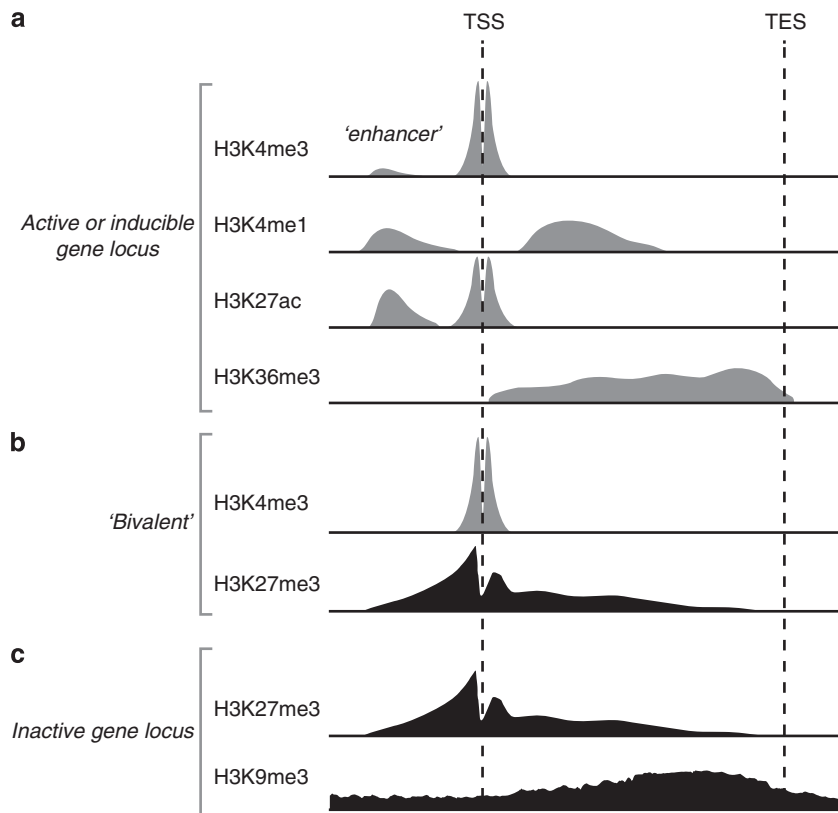 a
TSS
TES
'enhancer'
H3K4me3
H3K4me1
Active or inducible
gene locus
H3K27ac
H3K36me3
b
H3K4me3
'Bivalent'
H3K27me3
c
H3K27me3
Inactive gene locus
H3K9me3